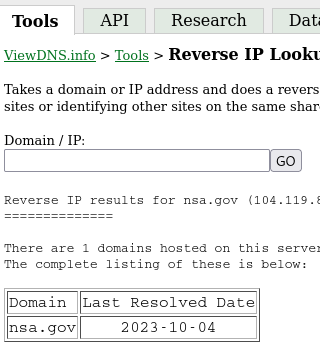 Tools API Research Data
ViewDNS.info > Tools > Reverse IP Looku
Takes a domain or IP address and does a revers
sites or identifying other sites on the same shar
Domain / IP:
GO
Reverse IP results for nsa.gov (104.119.8
==============
There are 1 domains hosted on this server
The complete listing of these is below:
Domain Last Resolved Date
nsa.gov 2023-10-04